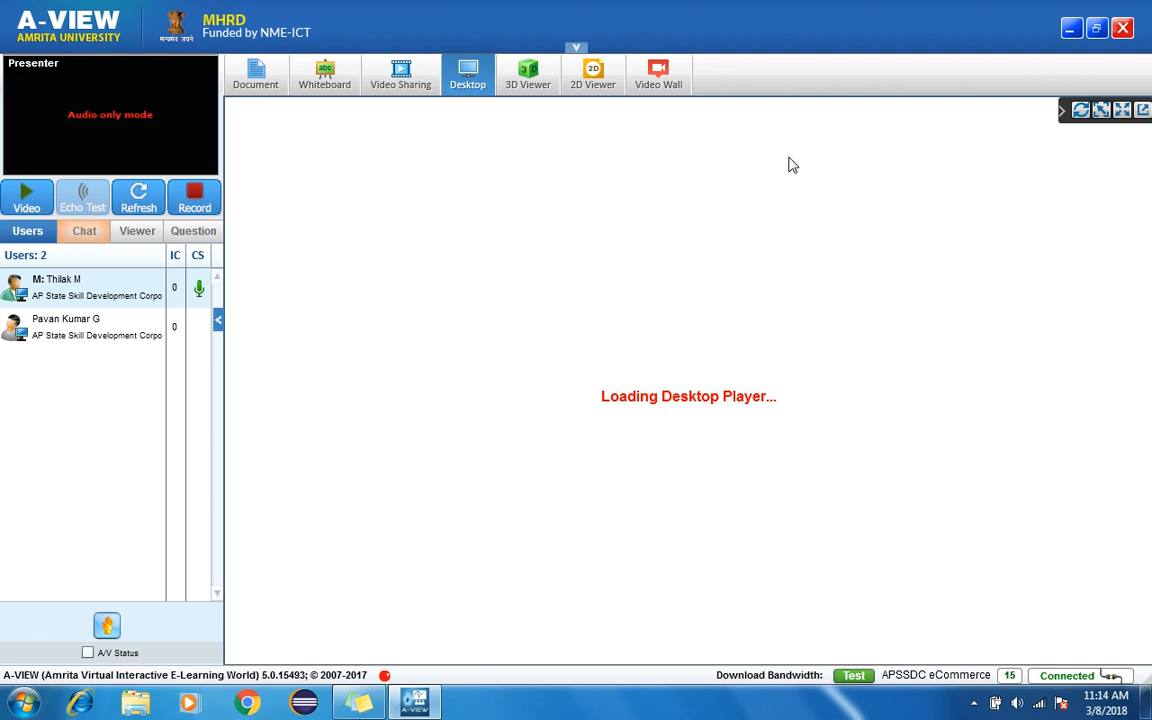 A-VIEW
AMRITA UNIVERSITY
MHRD
Funded by NME-ICT
Presenter
Audio only mode
Document
Whiteboard
Video Sharing
Desktop
3D Viewer
2D Viewer
Video Wall
Video
Echo Test
Refresh
Record
Users
Chat
Viewer
Question
Users: 2
IC
CS
M: Thilak M
AP State Skill Development Corpo
0
Pavan Kumar G
AP State Skill Development Corpo
0
Loading Desktop Player...
A/V Status
A-VIEW (Amrita Virtual Interactive E-Learning World) 5.0.15493; © 2007-2017
Download Bandwidth:
Test
APSSDC eCommerce
15
Connected
11:14 AM
3/8/2018